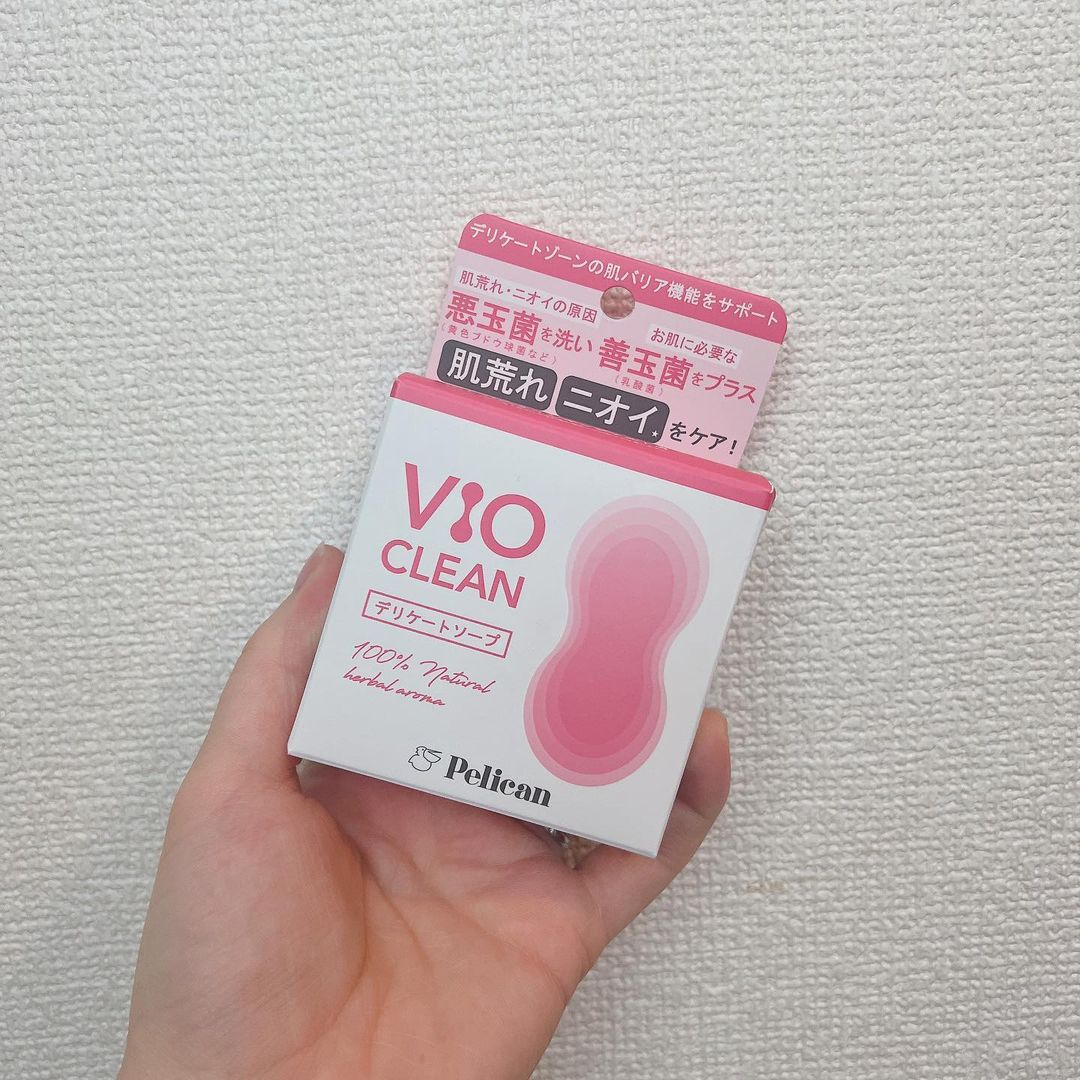 デリケートゾーンの肌バリア機能をサポート
肌荒れ・ニオイの原因
悪玉菌を洗い
(黄色ブドウ球菌など)
お肌に必要な
善玉菌をプラス
(乳酸菌)
肌荒れ ニオイ★をケア!
VIO
CLEAN
デリケートソープ
100% Natural
herbal aroma
Pelican